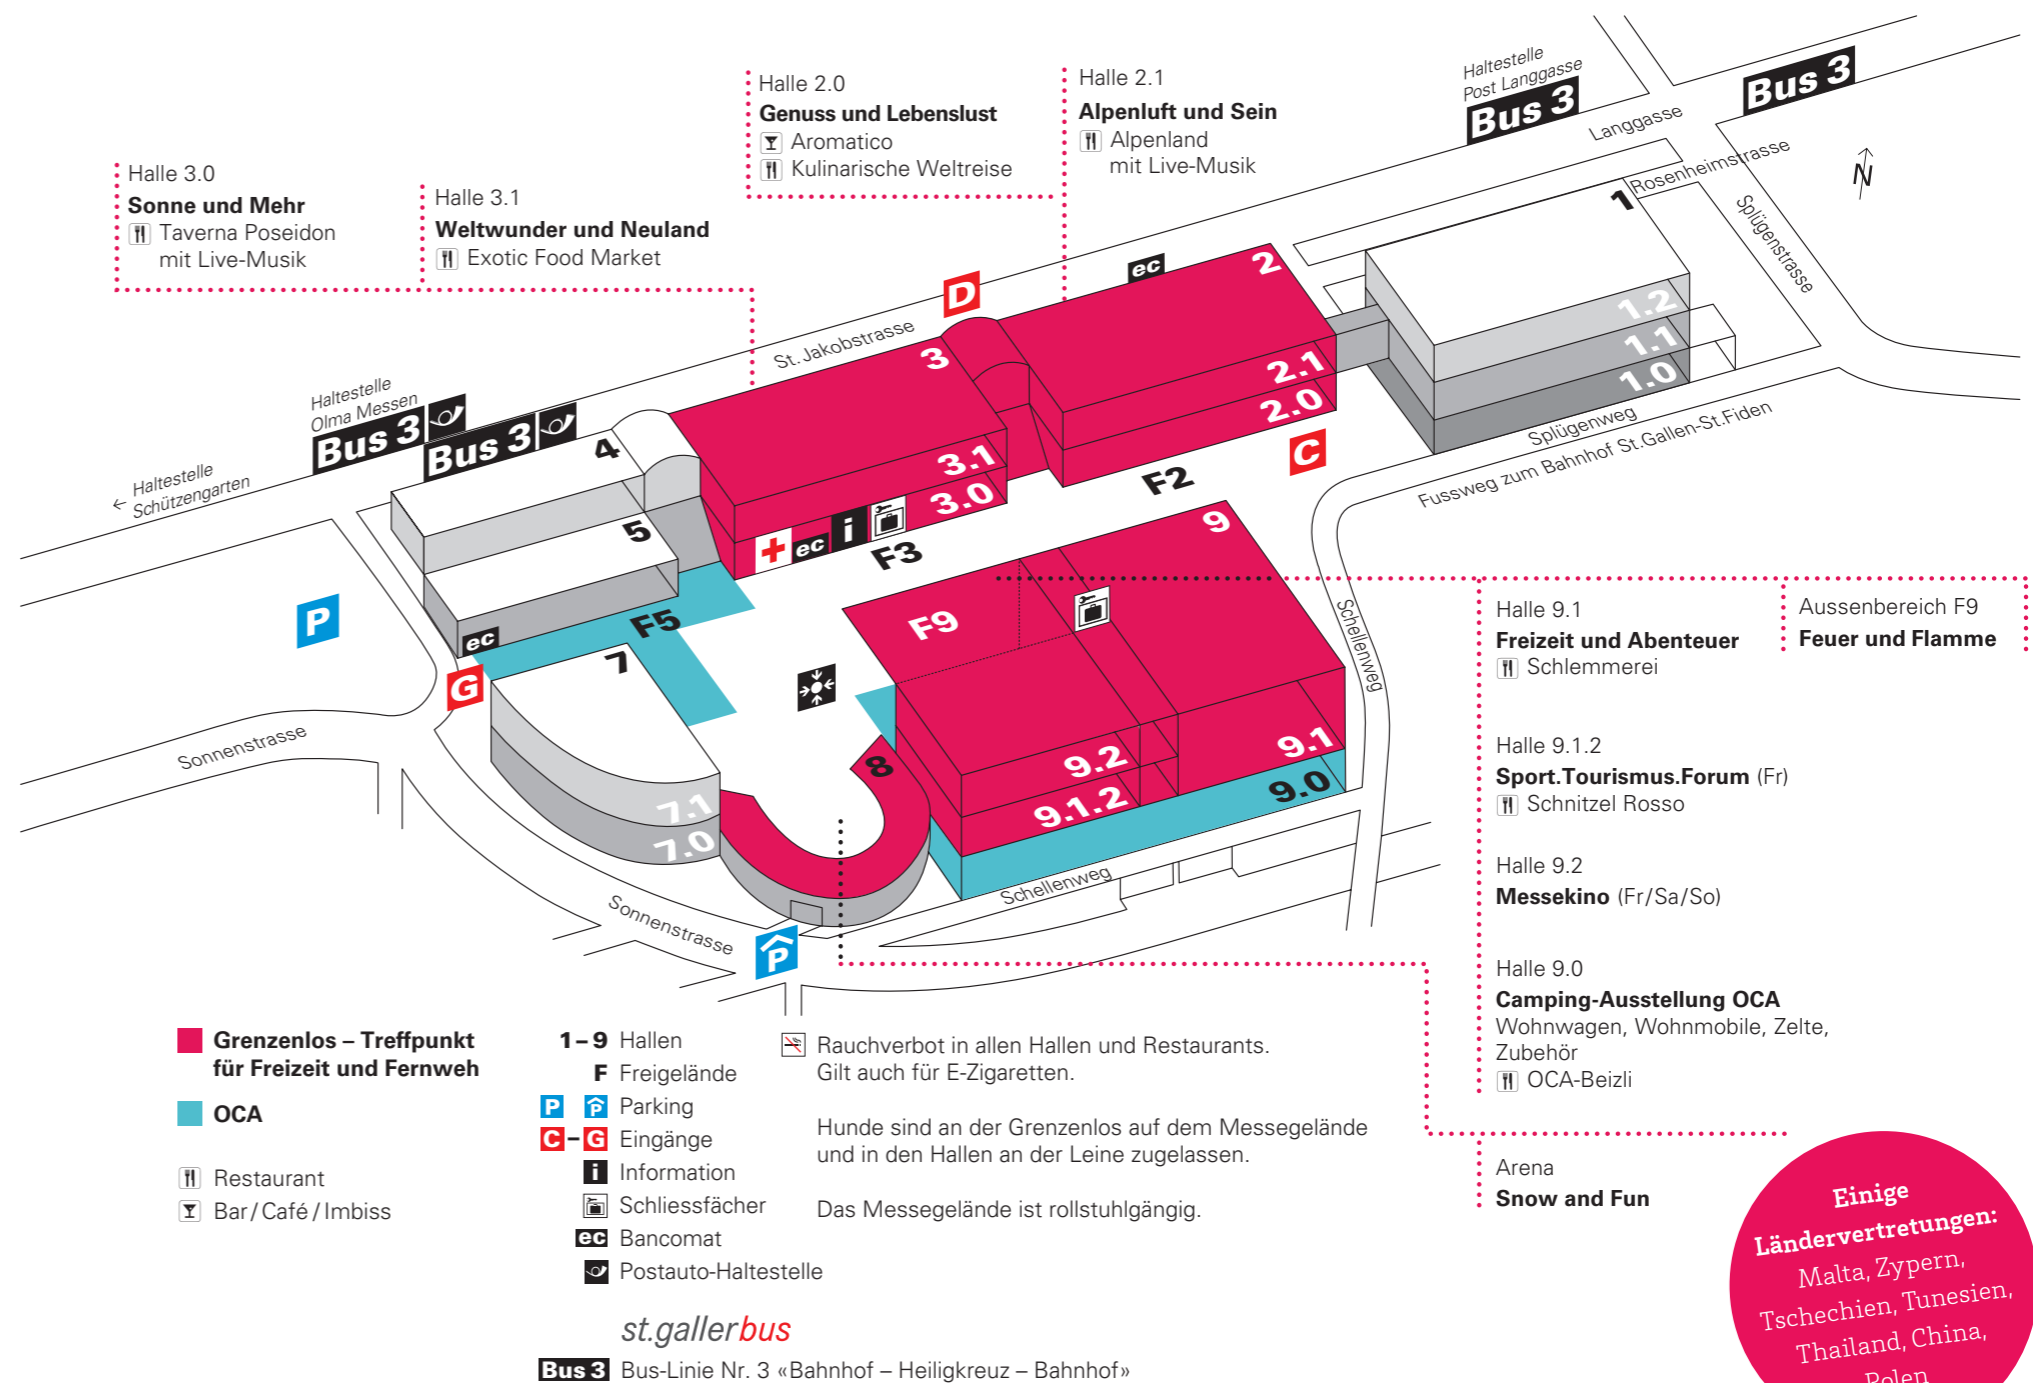 Haltestelle
Post Langgasse
Bus 3
Bus 3
Langgasse
Rosenheimstrasse
Splügenstrasse
N
Halle 2.0
Genuss und Lebenslust
Aromatico
Kulinarische Weltreise
Halle 2.1
Alpenluft und Sein
Alpenland
mit Live-Musik
Halle 3.0
Sonne und Mehr
Taverna Poseidon
mit Live-Musik
Halle 3.1
Weltwunder und Neuland
Exotic Food Market
D
ec
2
1
1.2
1.1
1.0
St. Jakobstrasse
3
2.1
2.0
Haltestelle
Olma Messen
Bus 3
Bus 3
4
C
Splügenweg
Fussweg zum Bahnhof St.Gallen-St.Fiden
← Haltestelle
Schützengarten
3.1
3.0
F2
5
ec
i
F3
9
P
F5
F9
ec
7
G
Schellenweg
Sonnenstrasse
8
9.2
9.1
9.1.2
9.0
7.1
7.0
Schellenweg
Sonnenstrasse
P
Halle 9.1
Freizeit und Abenteuer
Schlemmerei
Aussenbereich F9
Feuer und Flamme
Halle 9.1.2
Sport.Tourismus.Forum (Fr)
Schnitzel Rosso
Halle 9.2
Messekino (Fr/Sa/So)
Halle 9.0
Camping-Ausstellung OCA
Wohnwagen, Wohnmobile, Zelte,
Zubehör
OCA-Beizli
Arena
Snow and Fun
Grenzenlos – Treffpunkt
für Freizeit und Fernweh
OCA
Restaurant
Bar / Café / Imbiss
1 – 9 Hallen
F Freigelände
P P Parking
C – G Eingänge
i Information
Schliessfächer
ec Bancomat
Postauto-Haltestelle
Rauchverbot in allen Hallen und Restaurants.
Gilt auch für E-Zigaretten.
Hunde sind an der Grenzenlos auf dem Messegelände
und in den Hallen an der Leine zugelassen.
Das Messegelände ist rollstuhlgängig.
st.gallerbus
Bus 3 Bus-Linie Nr. 3 «Bahnhof – Heiligkreuz – Bahnhof»
Einige
Ländervertretungen:
Malta, Zypern,
Tschechien, Tunesien,
Thailand, China,
Polen